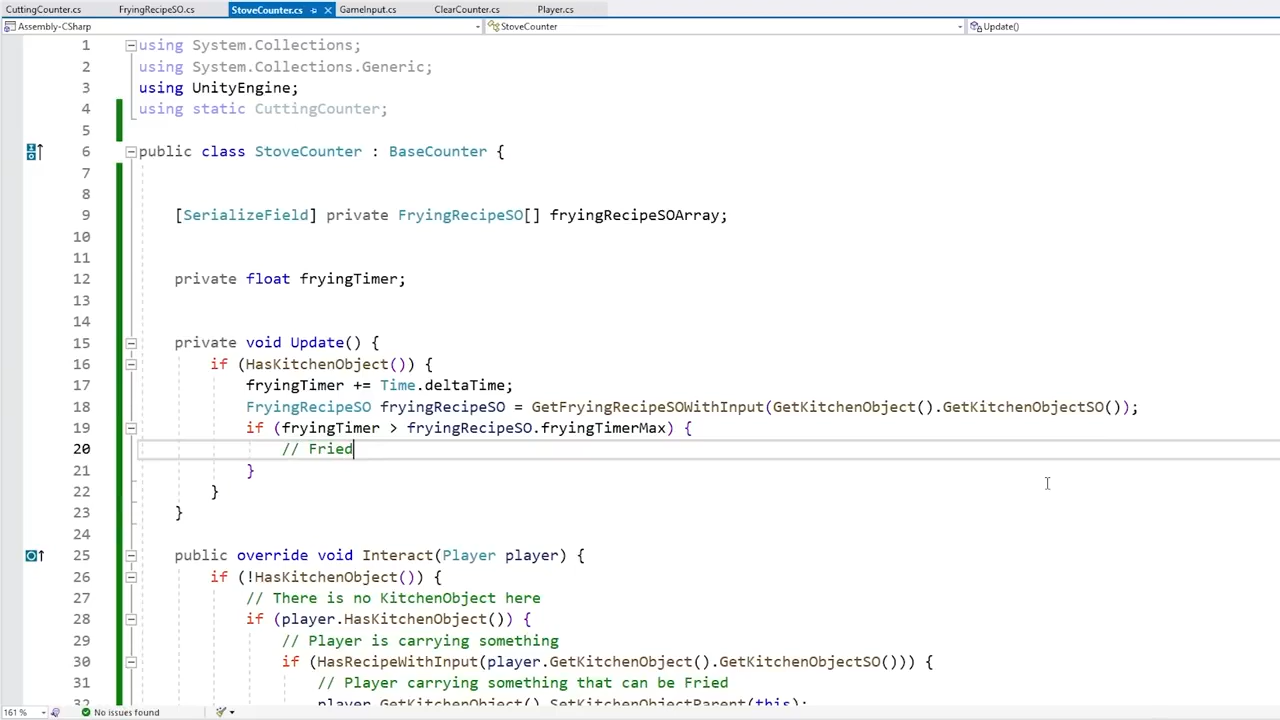 CuttingCounter.cs FryingRecipeSO.cs StoveCounter.cs GameInput.cs ClearCounter.cs Player.cs
Assembly-CSharp StoveCounter Update()
1 using System.Collections;
2 using System.Collections.Generic;
3 using UnityEngine;
4 using static CuttingCounter;
5
6 public class StoveCounter : BaseCounter {
7
8
9 [SerializeField] private FryingRecipeSO[] fryingRecipeSOArray;
10
11
12 private float fryingTimer;
13
14
15 private void Update() {
16 if (HasKitchenObject()) {
17 fryingTimer += Time.deltaTime;
18 FryingRecipeSO fryingRecipeSO = GetFryingRecipeSOWithInput(GetKitchenObject().GetKitchenObjectSO());
19 if (fryingTimer > fryingRecipeSO.fryingTimerMax) {
20 // Fried
21 }
22 }
23 }
24
25 public override void Interact(Player player) {
26 if (!HasKitchenObject()) {
27 // There is no KitchenObject here
28 if (player.HasKitchenObject()) {
29 // Player is carrying something
30 if (HasRecipeWithInput(player.GetKitchenObject().GetKitchenObjectSO())) {
31 // Player carrying something that can be Fried
32 player.GetKitchenObject().SetKitchenObjectParent(this);
161 % No issues found